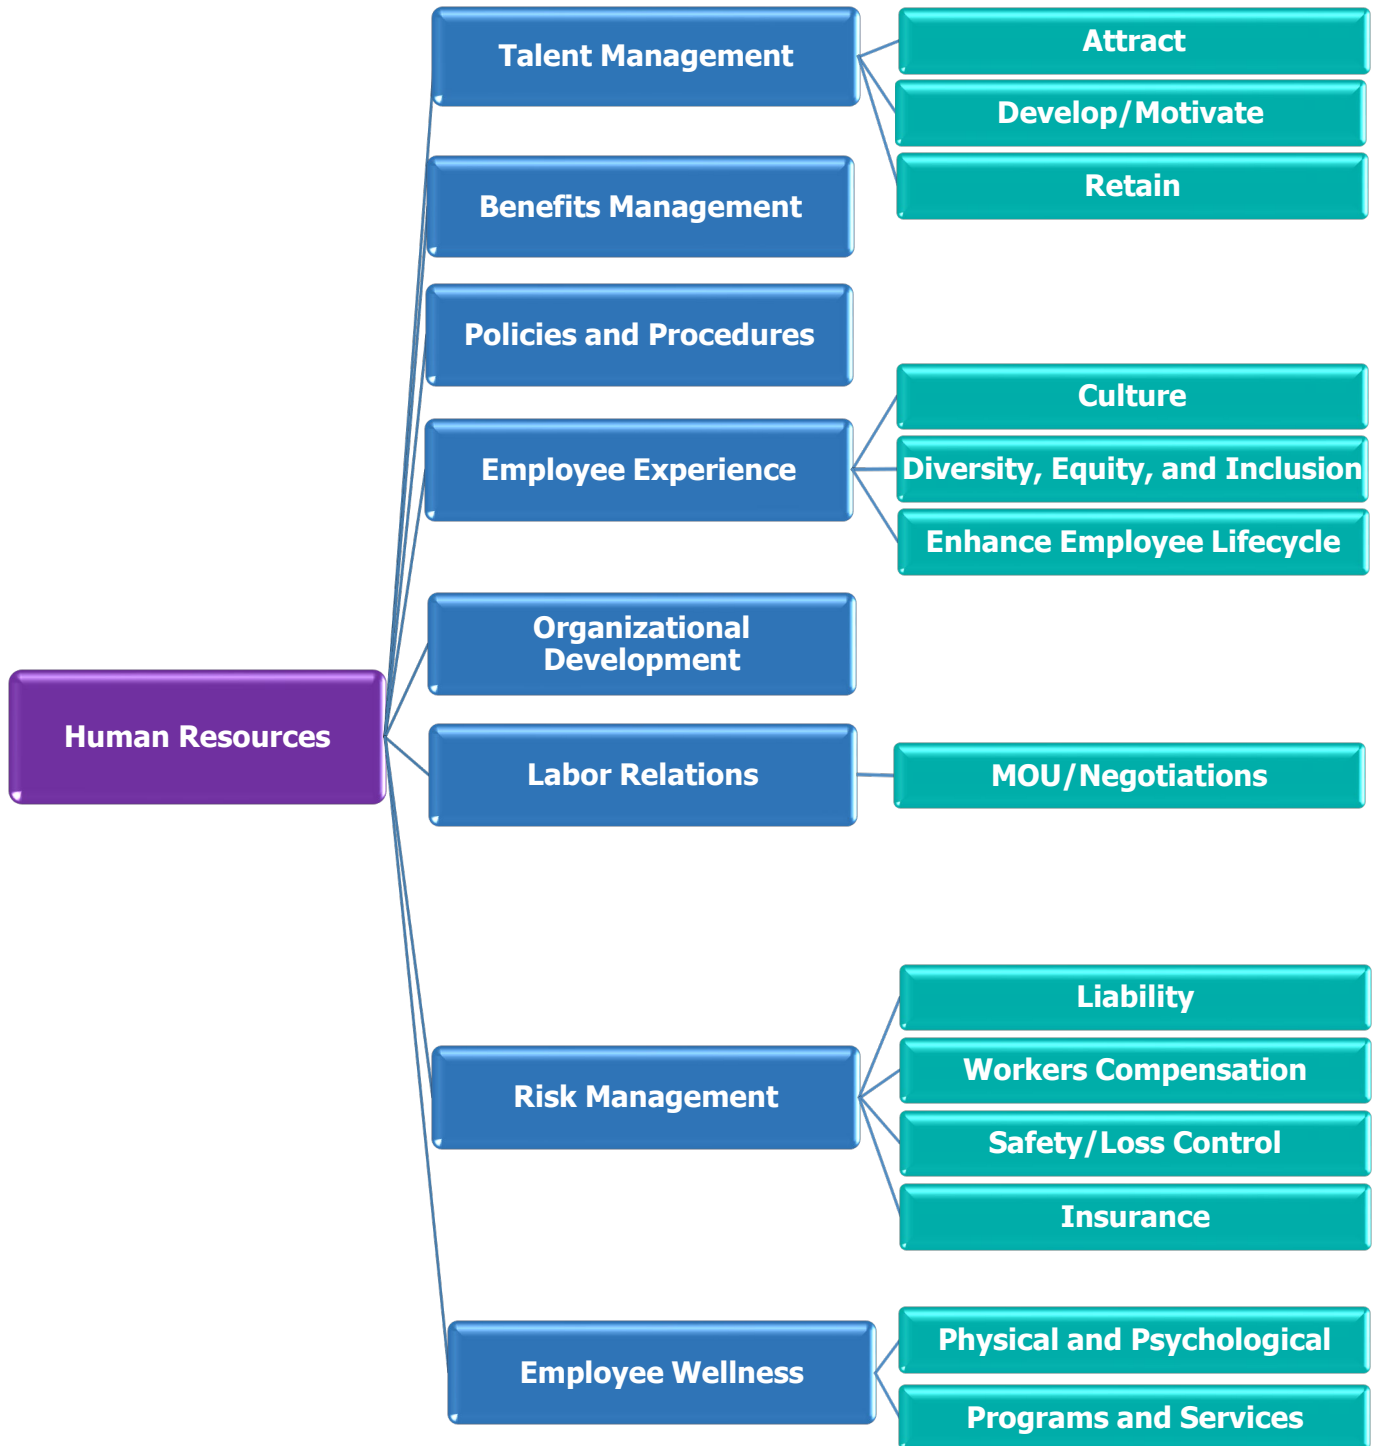 Talent Management
Attract
Develop/Motivate
Retain
Benefits Management
Policies and Procedures
Employee Experience
Culture
Diversity, Equity, and Inclusion
Enhance Employee Lifecycle
Organizational
Development
Human Resources
Labor Relations
MOU/Negotiations
Risk Management
Liability
Workers Compensation
Safety/Loss Control
Insurance
Employee Wellness
Physical and Psychological
Programs and Services